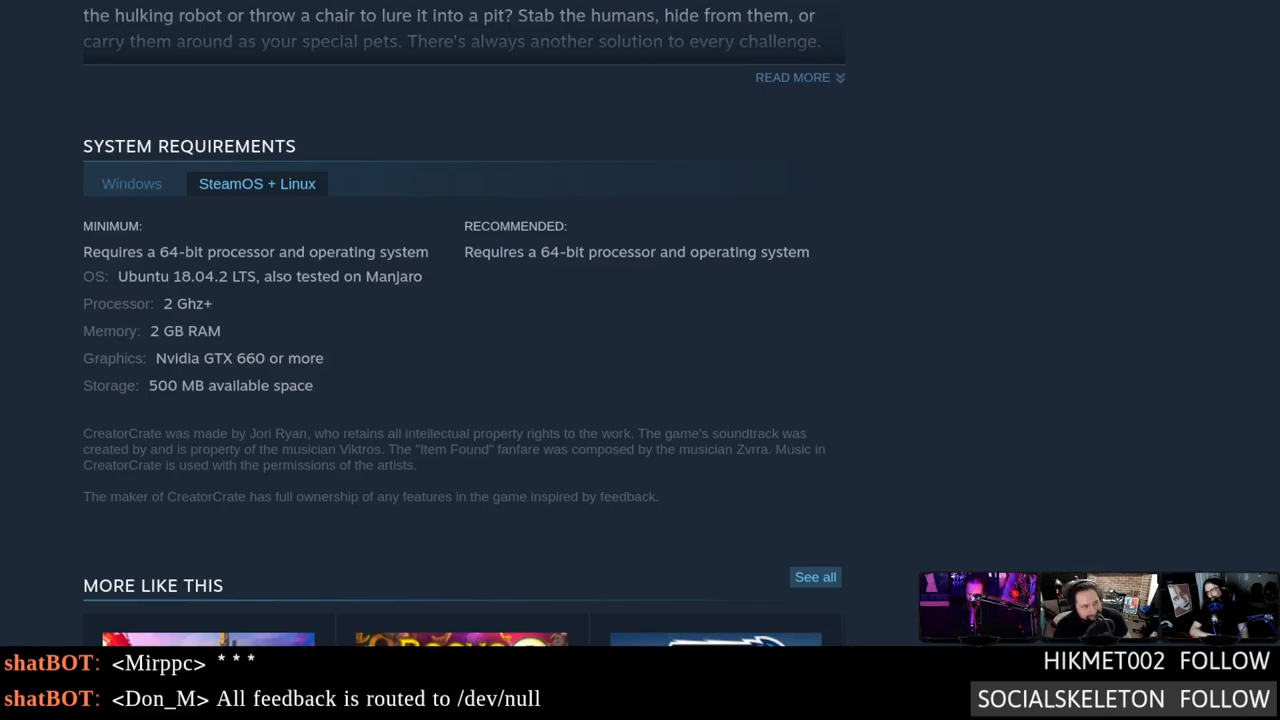 the hulking robot or throw a chair to lure it into a pit? Stab the humans, hide from them, or
carry them around as your special pets. There's always another solution to every challenge.
READ MORE
SYSTEM REQUIREMENTS
Windows SteamOS + Linux
MINIMUM: RECOMMENDED:
Requires a 64-bit processor and operating system Requires a 64-bit processor and operating system
OS: Ubuntu 18.04.2 LTS, also tested on Manjaro
Processor: 2 Ghz+
Memory: 2 GB RAM
Graphics: Nvidia GTX 660 or more
Storage: 500 MB available space
CreatorCrate was made by Jori Ryan, who retains all intellectual property rights to the work. The game's soundtrack was
created by and is property of the musician Viktros. The "Item Found" fanfare was composed by the musician Zvrra. Music in
CreatorCrate is used with the permissions of the artists.
The maker of CreatorCrate has full ownership of any features in the game inspired by feedback.
See all
MORE LIKE THIS
shatBOT: <Mirppc> * * *
HIKMET002 FOLLOW
shatBOT: <Don_M> All feedback is routed to /dev/null
SOCIALSKELETON FOLLOW